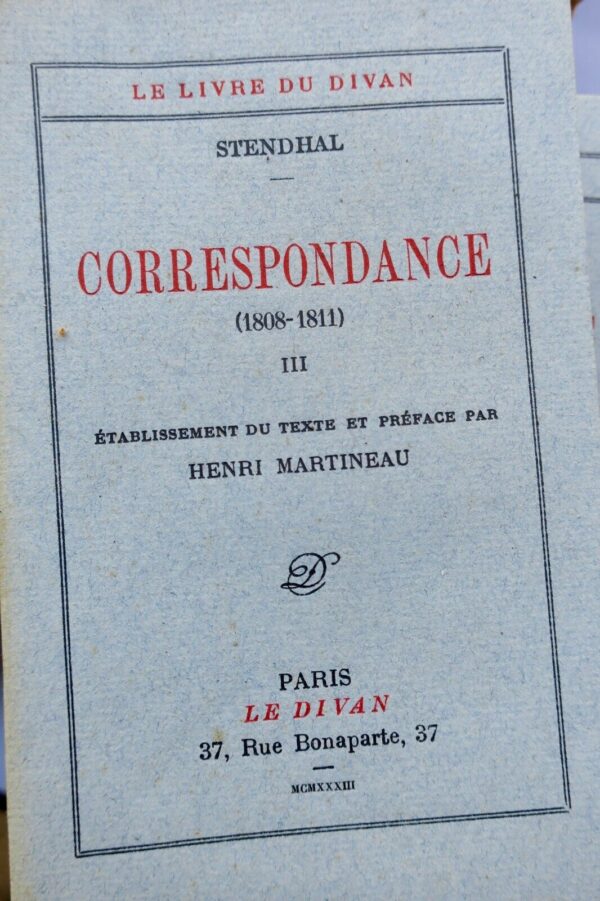 LE LIVRE DU DIVAN
STENDHAL
CORRESPONDANCE
(1808-1811)
III
ÉTABLISSEMENT DU TEXTE ET PRÉFACE PAR
HENRI MARTINEAU
D
PARIS
LE DIVAN
37, Rue Bonaparte, 37
MCMXXXIII